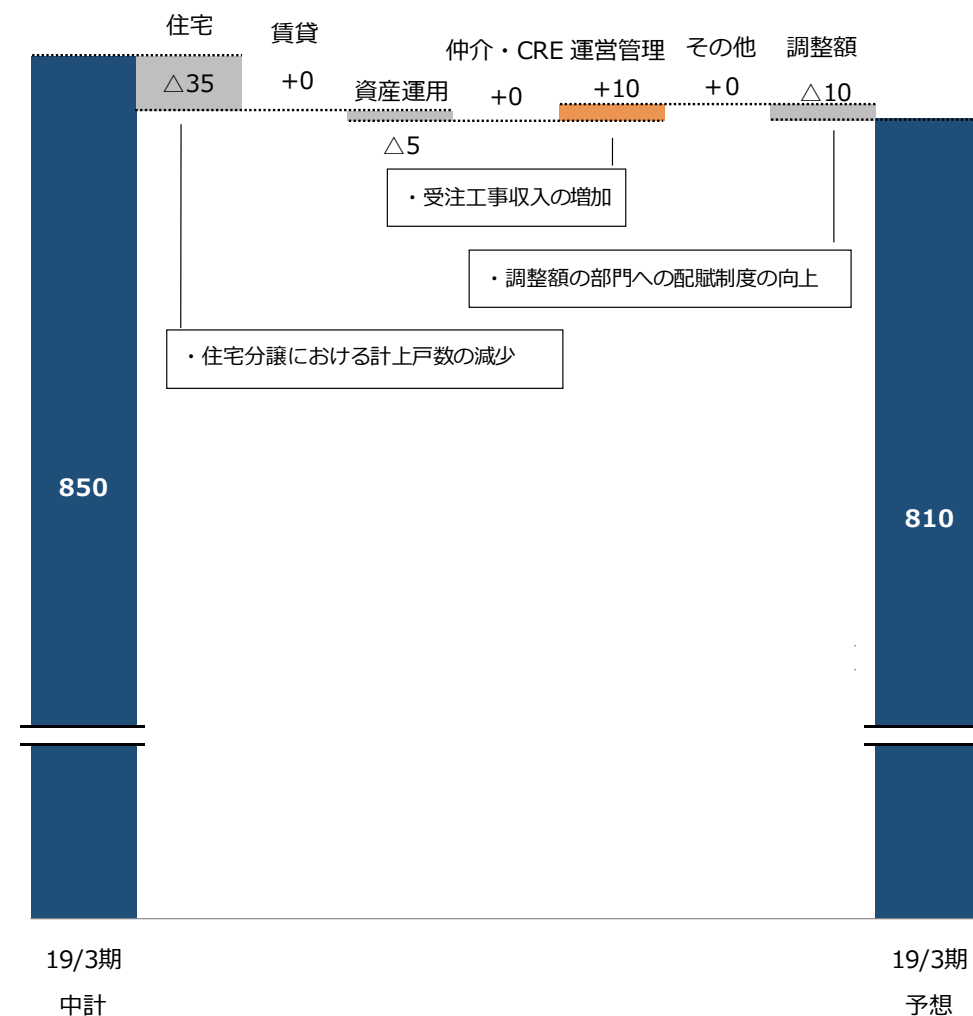 住宅
賃貸
資産運用
仲介・CRE 運営管理
その他
調整額
△35
+0
△5
+0
+10
+0
△10
・受注工事収入の増加
・調整額の部門への配賦制度の向上
・住宅分譲における計上戸数の減少
850
810
19/3期
中計
19/3期
予想